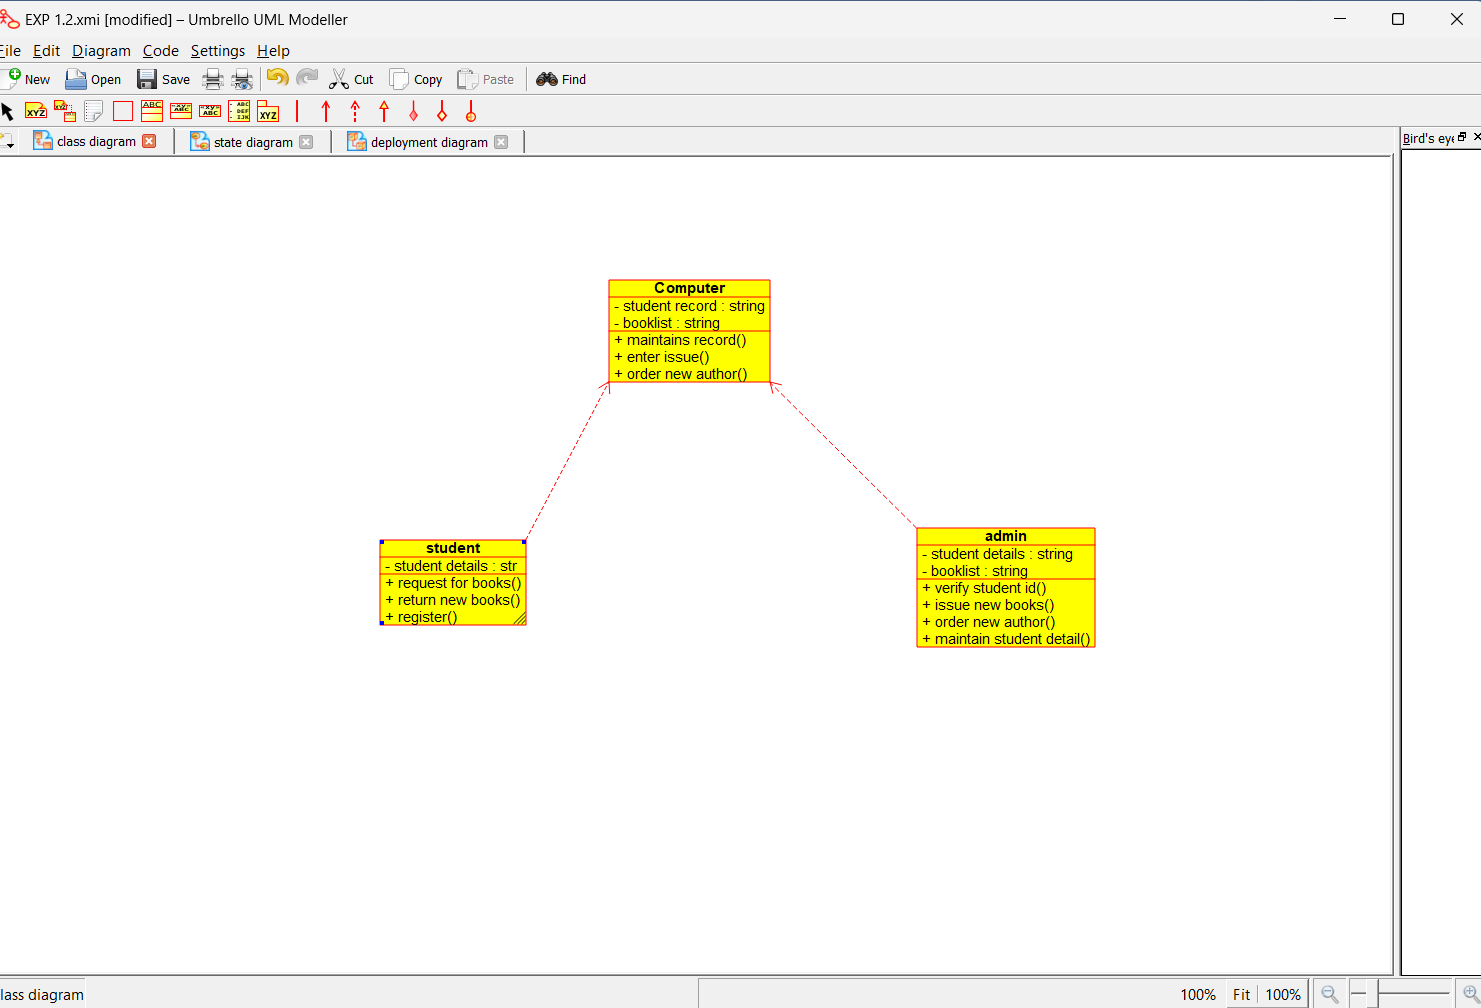 EXP 1.2.xmi [modified] – Umbrello UML Modeller
File Edit Diagram Code Settings Help
New Open Save Cut Copy Paste Find
class diagram state diagram deployment diagram
Bird's eye
Computer
- student record : string
- booklist : string
+ maintains record()
+ enter issue()
+ order new author()
student
- student details : str
+ request for books()
+ return new books()
+ register()
admin
- student details : string
- booklist : string
+ verify student id()
+ issue new books()
+ order new author()
+ maintain student detail()
lass diagram
100% Fit 100%